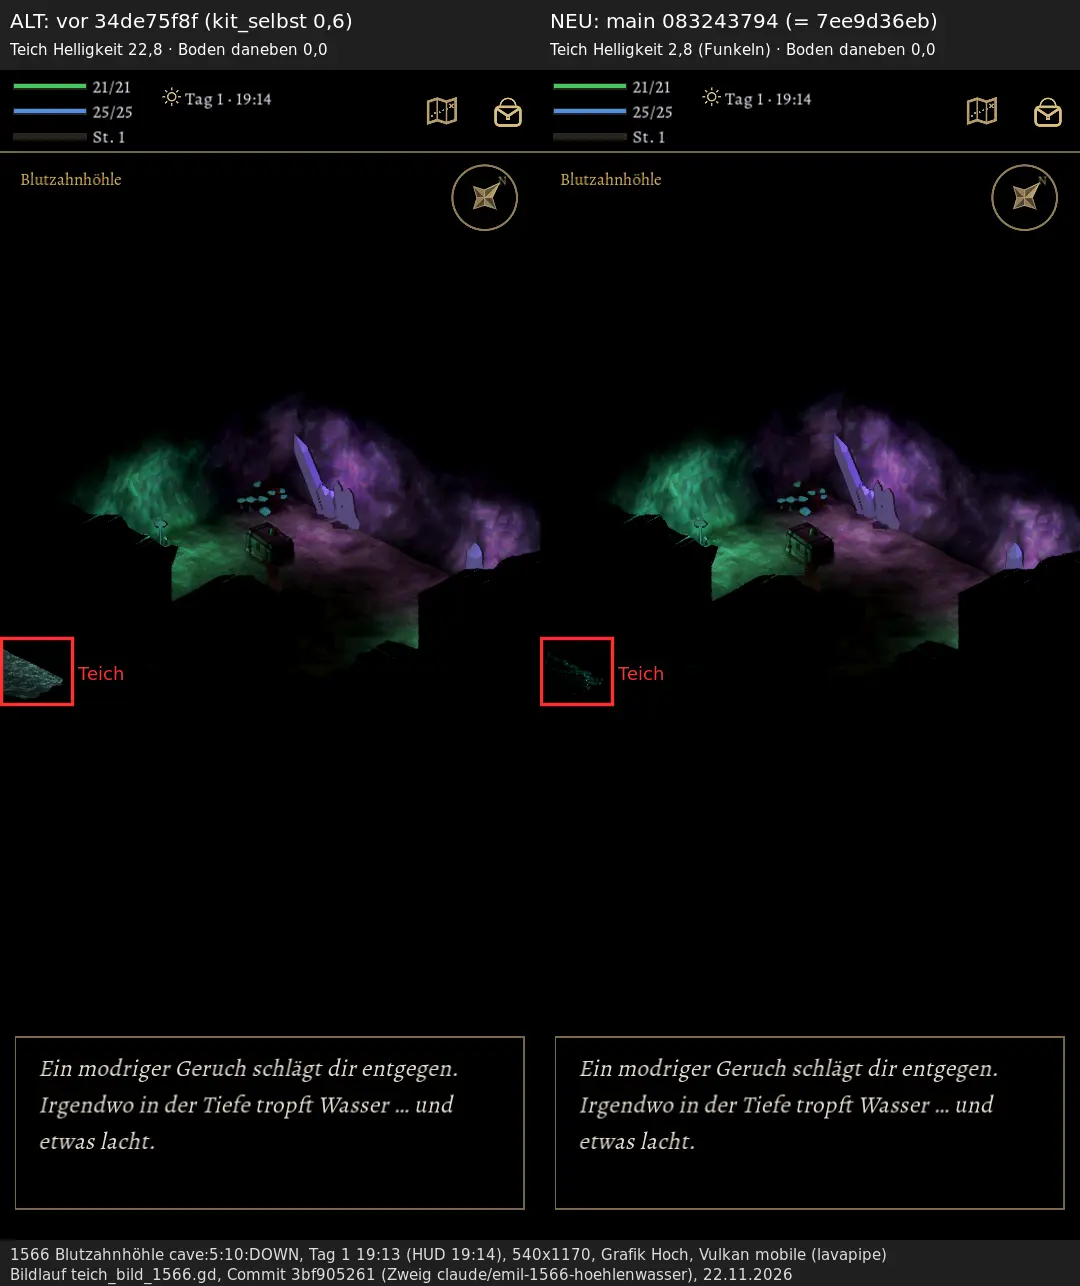 ALT: vor 34de75f8f (kit_selbst 0,6)
Teich Helligkeit 22,8 · Boden daneben 0,0
21/21
Tag 1 · 19:14
25/25
St. 1
Blutzahnhöhle
N
Teich
Ein modriger Geruch schlägt dir entgegen.
Irgendwo in der Tiefe tropft Wasser ... und
etwas lacht.
NEU: main 083243794 (= 7ee9d36eb)
Teich Helligkeit 2,8 (Funkeln) · Boden daneben 0,0
21/21
Tag 1 · 19:14
25/25
St. 1
Blutzahnhöhle
N
Teich
Ein modriger Geruch schlägt dir entgegen.
Irgendwo in der Tiefe tropft Wasser ... und
etwas lacht.
1566 Blutzahnhöhle cave:5:10:DOWN, Tag 1 19:13 (HUD 19:14), 540x1170, Grafik Hoch, Vulkan mobile (lavapipe)
Bildlauf teich_bild_1566.gd, Commit 3bf905261 (Zweig claude/emil-1566-hoehlenwasser), 22.11.2026